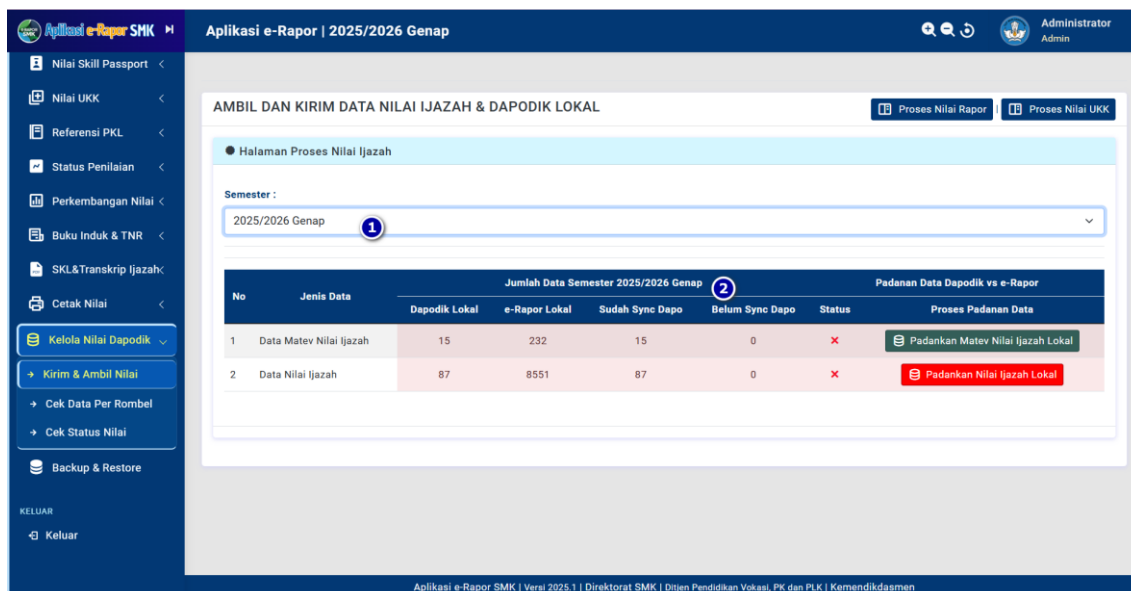 Aplikasi e-Rapor SMK
Aplikasi e-Rapor | 2025/2026 Genap
Administrator
Admin
Nilai Skill Passport
Nilai UKK
Referensi PKL
Status Penilaian
Perkembangan Nilai
Buku Induk & TNR
SKL&Transkrip Ijazah
Cetak Nilai
Kelola Nilai Dapodik
Kirim & Ambil Nilai
Cek Data Per Rombel
Cek Status Nilai
Backup & Restore
KELUAR
Keluar
AMBIL DAN KIRIM DATA NILAI IJAZAH & DAPODIK LOKAL
Proses Nilai Rapor | Proses Nilai UKK
Halaman Proses Nilai Ijazah
Semester :
2025/2026 Genap
1
No Jenis Data Jumlah Data Semester 2025/2026 Genap 2 Padanan Data Dapodik vs e-Rapor
Dapodik Lokal e-Rapor Lokal Sudah Sync Dapo Belum Sync Dapo Status Proses Padanan Data
1 Data Matev Nilai Ijazah 15 232 15 0 × Padankan Matev Nilai Ijazah Lokal
2 Data Nilai Ijazah 87 8551 87 0 × Padankan Nilai Ijazah Lokal
Aplikasi e-Rapor SMK | Versi 2025.1 | Direktorat SMK | Ditjen Pendidikan Vokasi, PK dan PLK | Kemendikdasmen